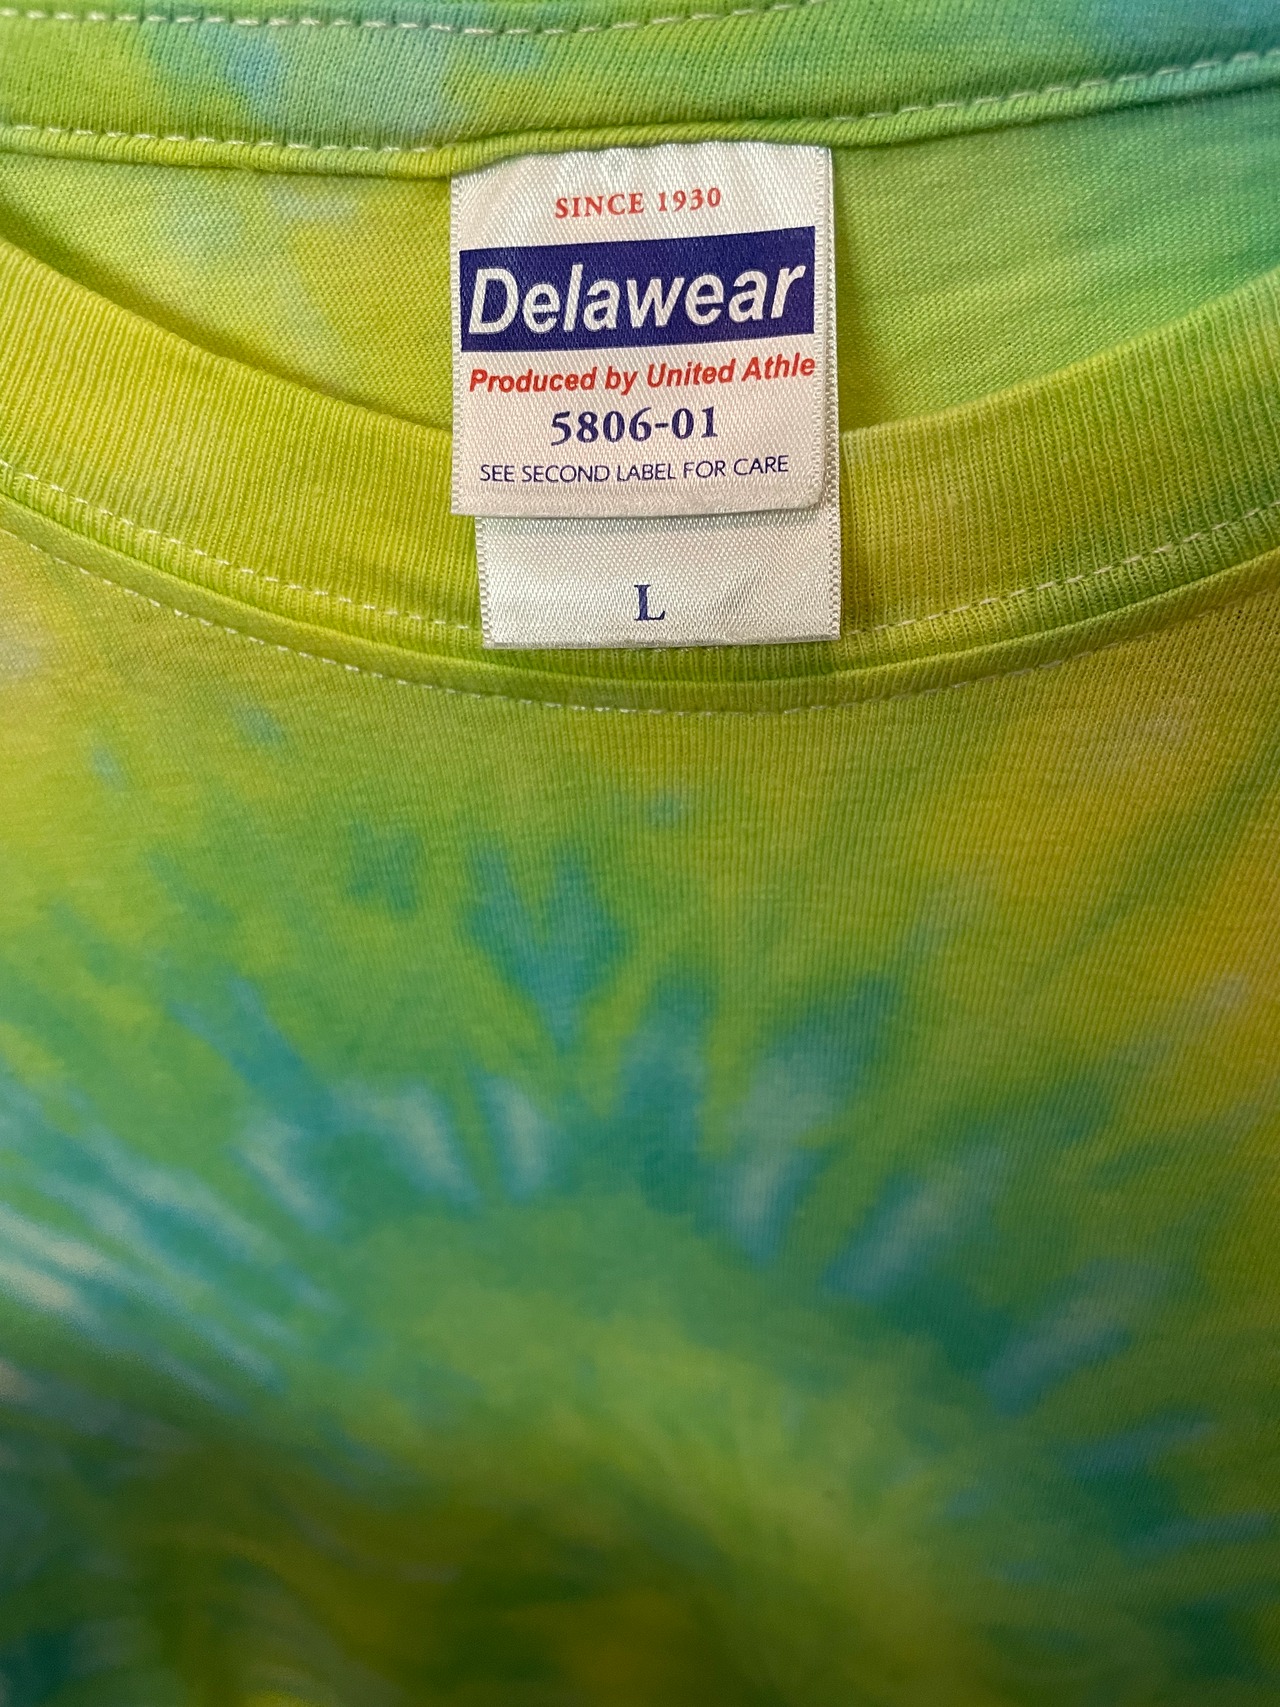 SINCE 1930
Delawear
Produced by United Athle
5806-01
SEE SECOND LABEL FOR CARE
L